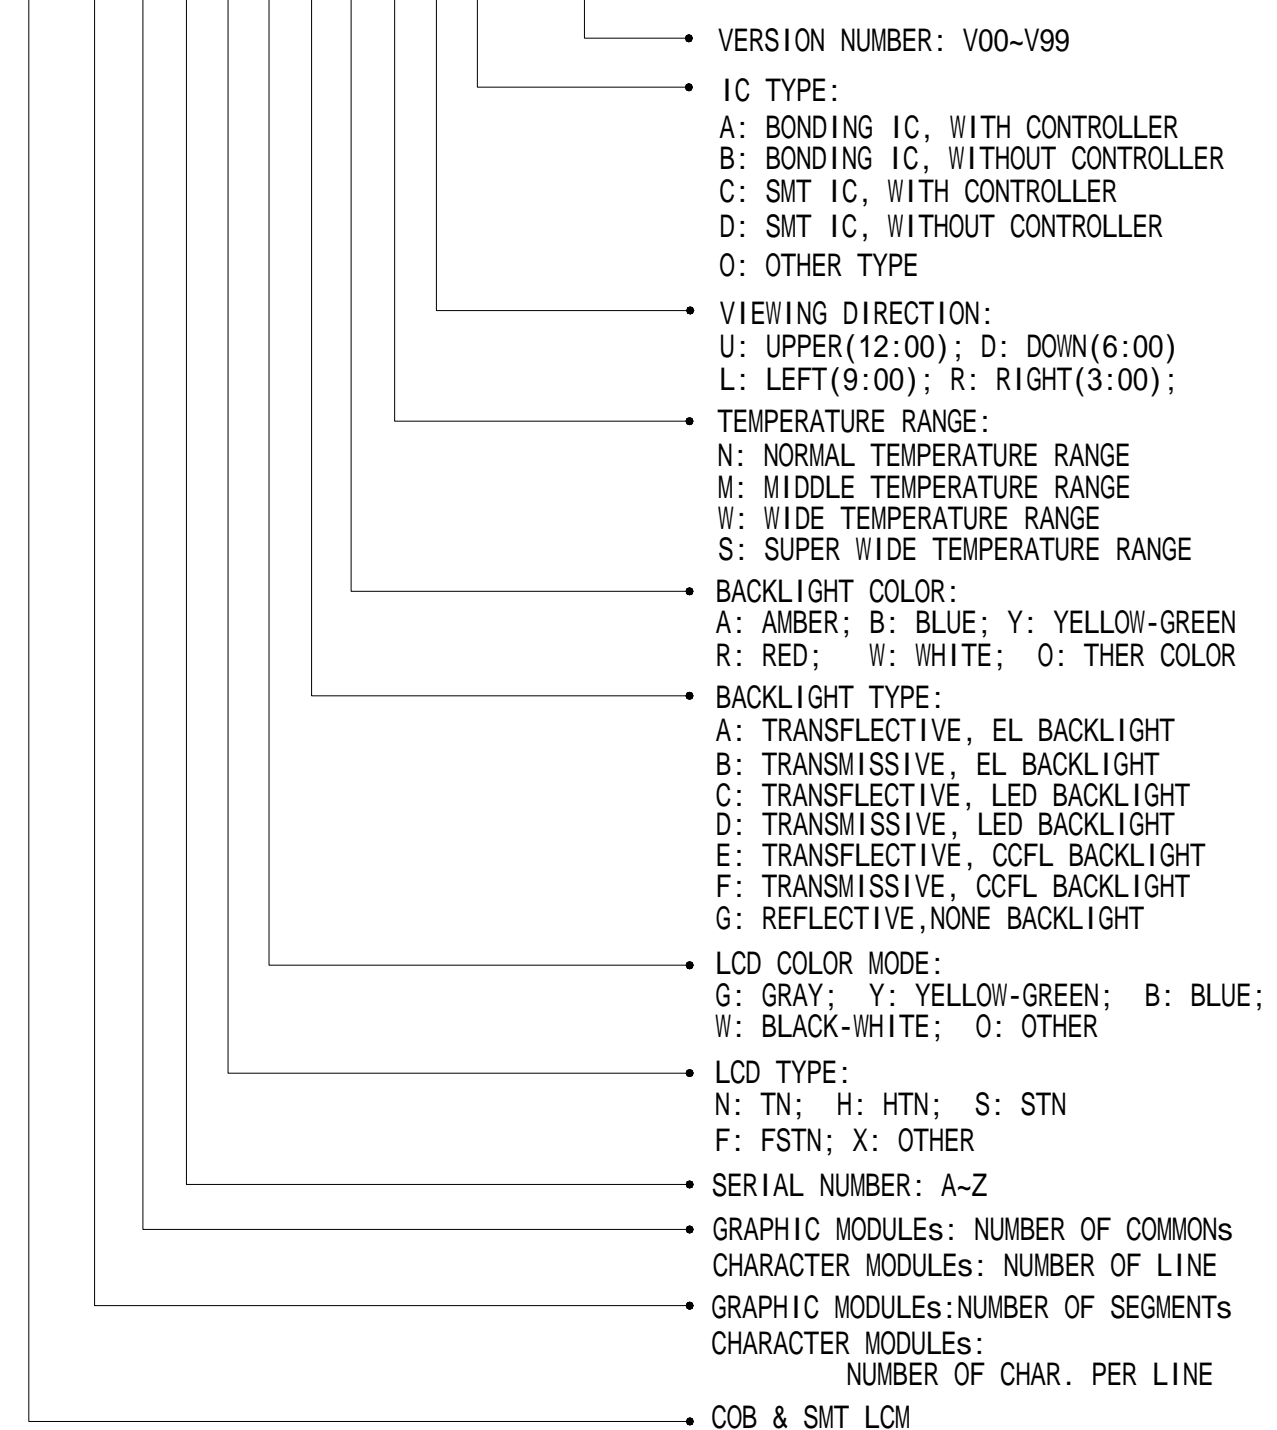 VERSION NUMBER: V00~V99
IC TYPE:
A: BONDING IC, WITH CONTROLLER
B: BONDING IC, WITHOUT CONTROLLER
C: SMT IC, WITH CONTROLLER
D: SMT IC, WITHOUT CONTROLLER
O: OTHER TYPE
VIEWING DIRECTION:
U: UPPER(12:00); D: DOWN(6:00)
L: LEFT(9:00); R: RIGHT(3:00);
TEMPERATURE RANGE:
N: NORMAL TEMPERATURE RANGE
M: MIDDLE TEMPERATURE RANGE
W: WIDE TEMPERATURE RANGE
S: SUPER WIDE TEMPERATURE RANGE
BACKLIGHT COLOR:
A: AMBER; B: BLUE; Y: YELLOW-GREEN
R: RED; W: WHITE; O: THER COLOR
BACKLIGHT TYPE:
A: TRANSFLECTIVE, EL BACKLIGHT
B: TRANSMISSIVE, EL BACKLIGHT
C: TRANSFLECTIVE, LED BACKLIGHT
D: TRANSMISSIVE, LED BACKLIGHT
E: TRANSFLECTIVE, CCFL BACKLIGHT
F: TRANSMISSIVE, CCFL BACKLIGHT
G: REFLECTIVE,NONE BACKLIGHT
LCD COLOR MODE:
G: GRAY; Y: YELLOW-GREEN; B: BLUE;
W: BLACK-WHITE; O: OTHER
LCD TYPE:
N: TN; H: HTN; S: STN
F: FSTN; X: OTHER
SERIAL NUMBER: A~Z
GRAPHIC MODULEs: NUMBER OF COMMONs
CHARACTER MODULEs: NUMBER OF LINE
GRAPHIC MODULEs:NUMBER OF SEGMENTs
CHARACTER MODULEs:
NUMBER OF CHAR. PER LINE
COB & SMT LCM